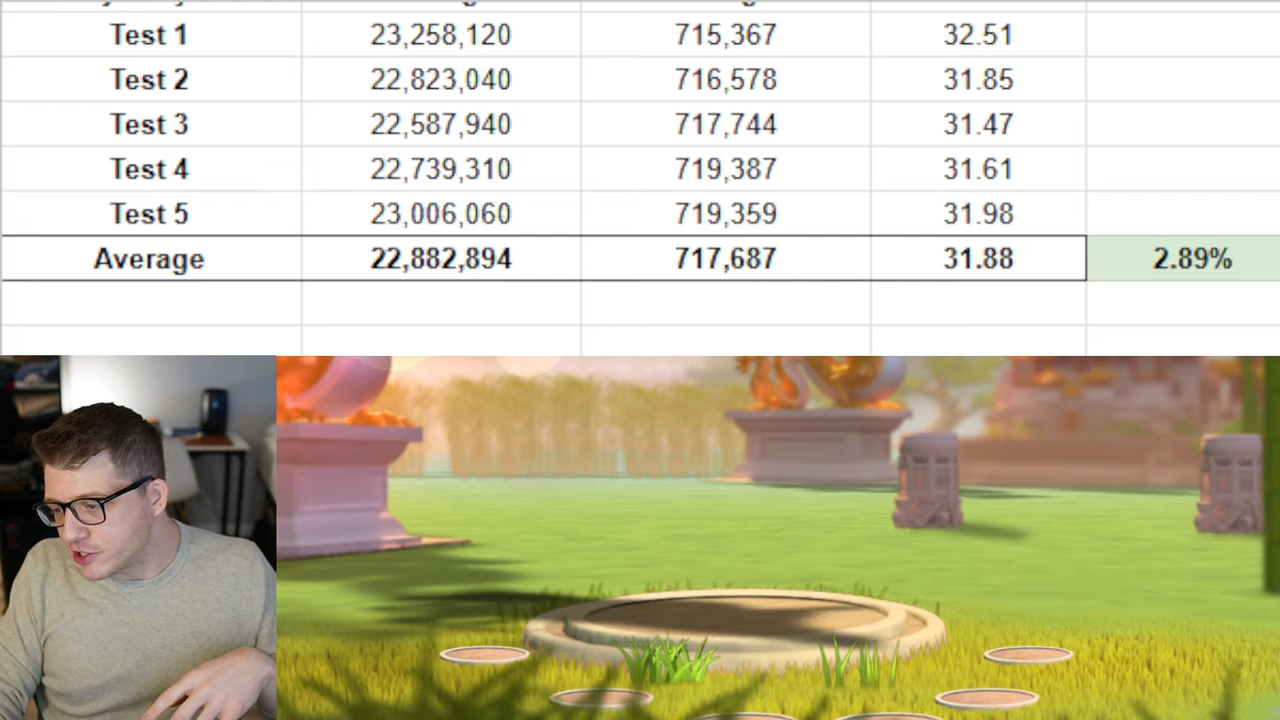 Test 1 23,258,120 715,367 32.51
Test 2 22,823,040 716,578 31.85
Test 3 22,587,940 717,744 31.47
Test 4 22,739,310 719,387 31.61
Test 5 23,006,060 719,359 31.98
Average 22,882,894 717,687 31.88 2.89%